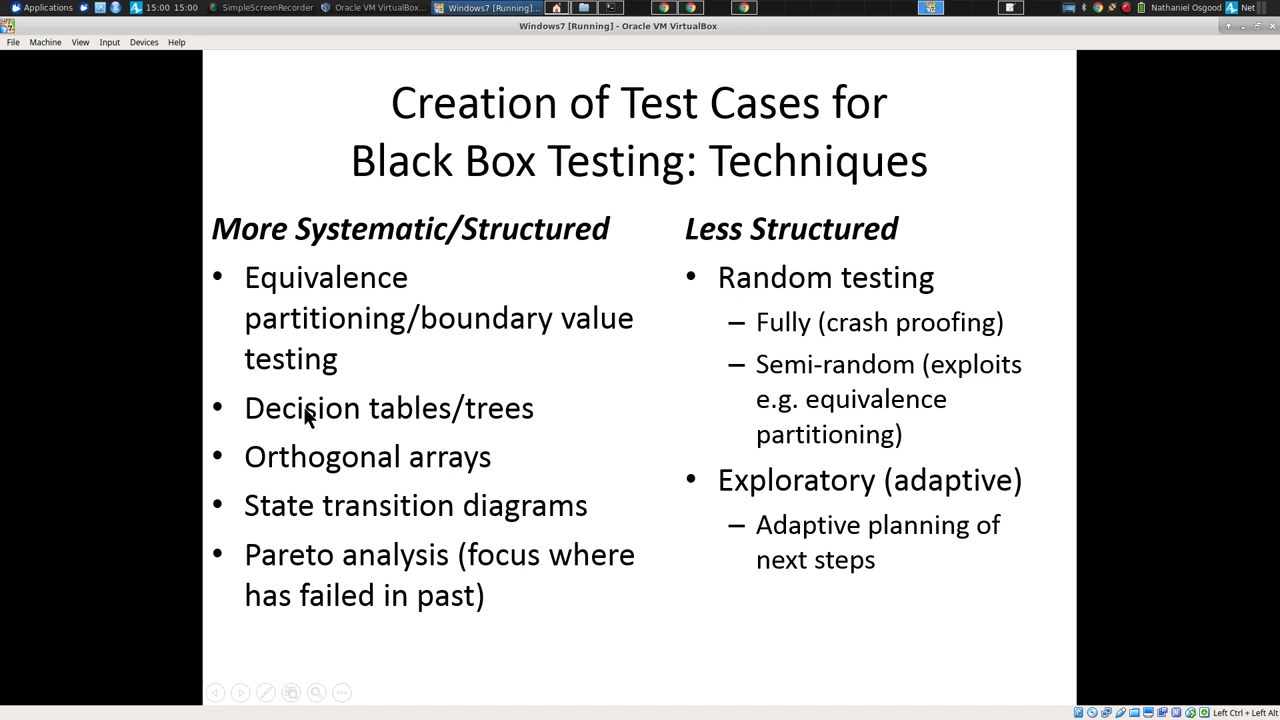 Applications
15:00 15:00
SimpleScreenRecorder
Oracle VM VirtualBox...
Windows7 [Running]...
Nathaniel Osgood
Net
Windows7 [Running] - Oracle VM VirtualBox
File Machine View Input Devices Help
Creation of Test Cases for
Black Box Testing: Techniques
More Systematic/Structured
• Equivalence
partitioning/boundary value
testing
• Decision tables/trees
• Orthogonal arrays
• State transition diagrams
• Pareto analysis (focus where
has failed in past)
Less Structured
• Random testing
– Fully (crash proofing)
– Semi-random (exploits
e.g. equivalence
partitioning)
• Exploratory (adaptive)
– Adaptive planning of
next steps
Left Ctrl + Left Alt